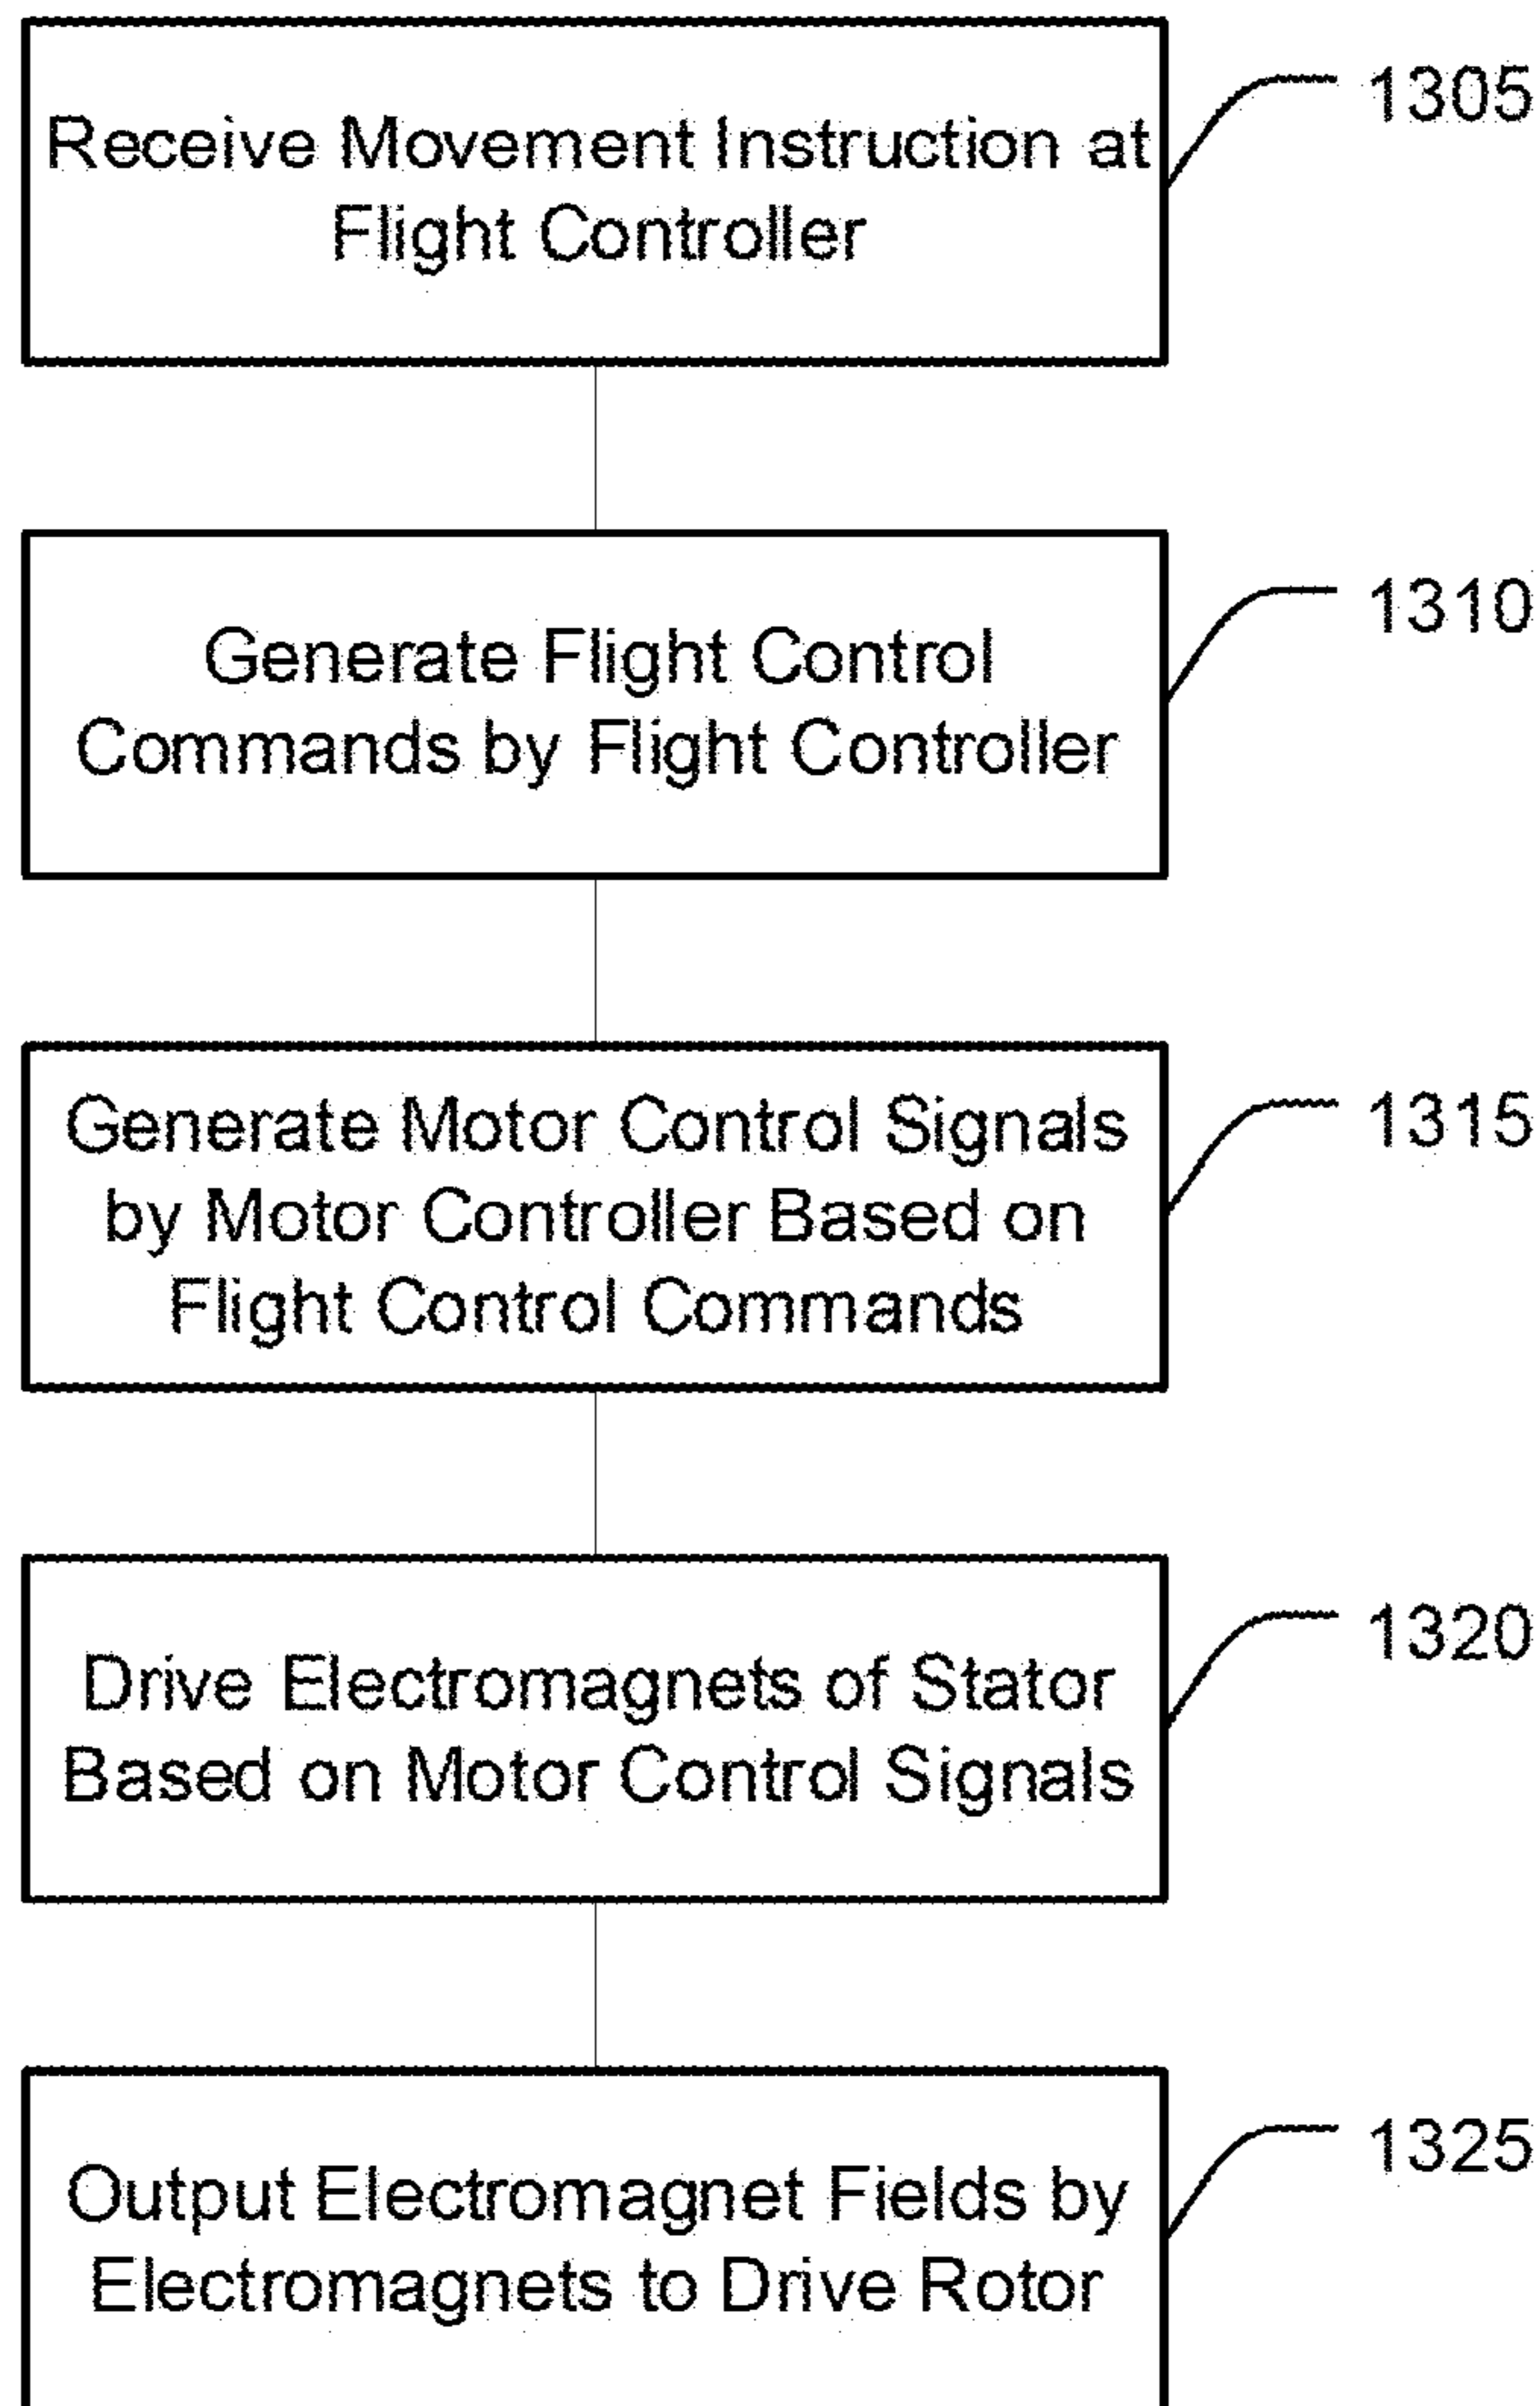 Receive Movement Instruction at
Flight Controller
1305
Generate Flight Control
Commands by Flight Controller
1310
Generate Motor Control Signals
by Motor Controller Based on
Flight Control Commands
1315
Drive Electromagnets of Stator
Based on Motor Control Signals
1320
Output Electromagnet Fields by
Electromagnets to Drive Rotor
1325